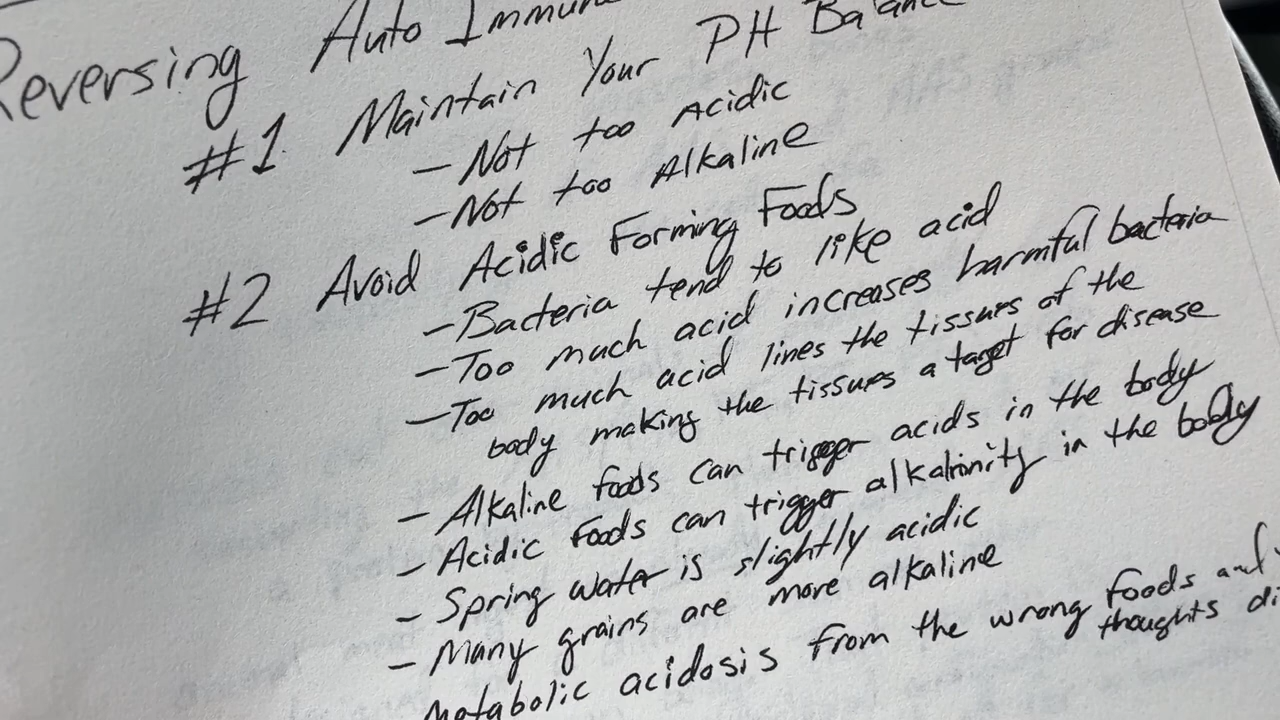 Reversing Auto Immune
#1 Maintain Your PH Balance
- Not too Acidic
- Not too Alkaline
#2 Avoid Acidic Forming Foods
- Bacteria tend to like acid
- Too much acid increases harmful bacteria
- Too much acid lines the tissues of the
body making the tissues a target for disease
- Alkaline foods can trigger acids in the body
- Acidic Foods can trigger alkalinity in the body
- Spring water is slightly acidic
- Many grains are more alkaline
Metabolic acidosis from the wrong foods and
thoughts